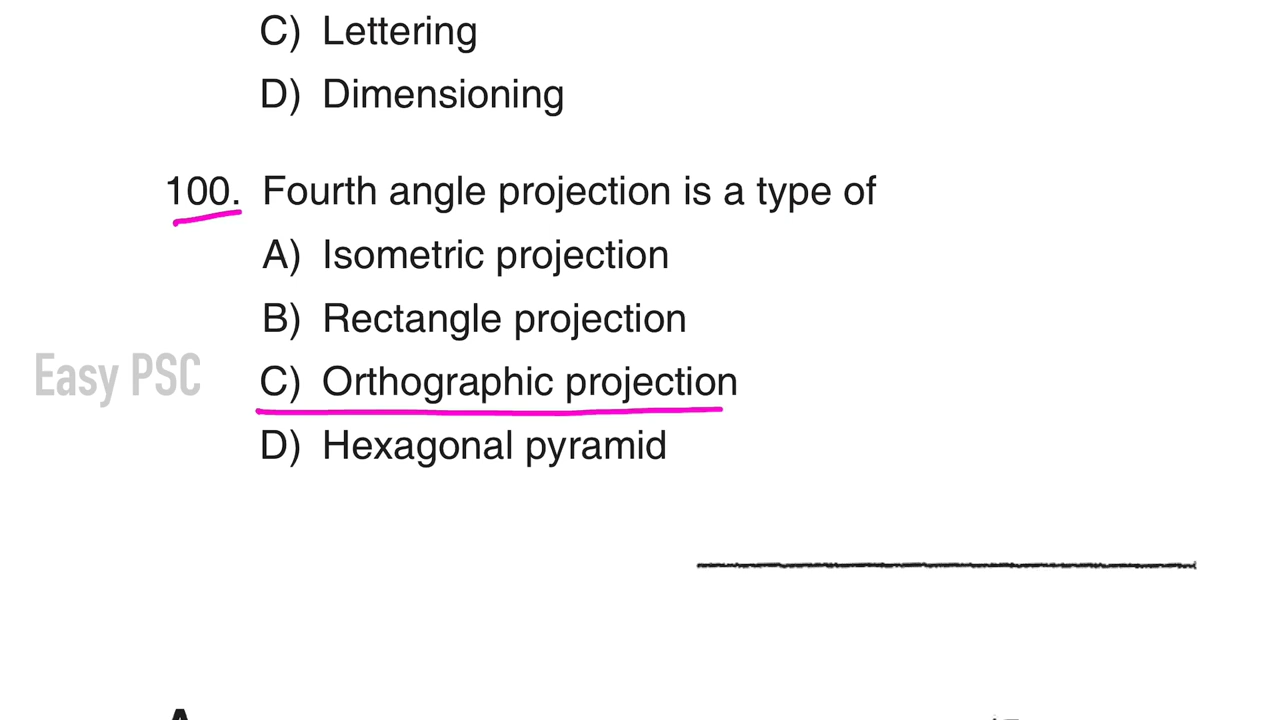 C) Lettering
D) Dimensioning
100. Fourth angle projection is a type of
A) Isometric projection
B) Rectangle projection
Easy PSC
C) Orthographic projection
D) Hexagonal pyramid